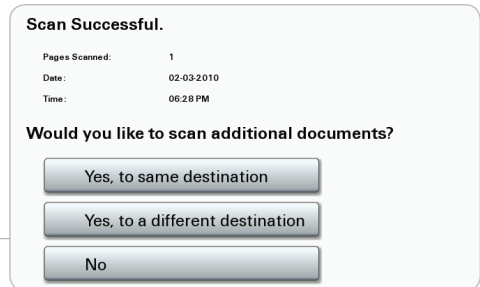 Scan Successful.
Pages Scanned: 1
Date: 02-03-2010
Time: 06:28 PM
Would you like to scan additional documents?
Yes, to same destination
Yes, to a different destination
No